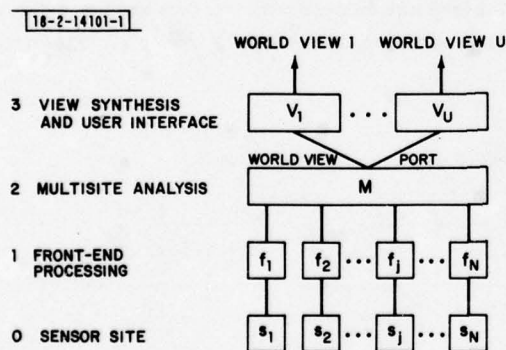 18-2-14101-1
WORLD VIEW 1 WORLD VIEW U
3 VIEW SYNTHESIS
AND USER INTERFACE
V1 ... VU
WORLD VIEW PORT
2 MULTISITE ANALYSIS
M
1 FRONT-END
PROCESSING
f1 f2 ... fj ... fN
0 SENSOR SITE
s1 s2 ... sj ... sN